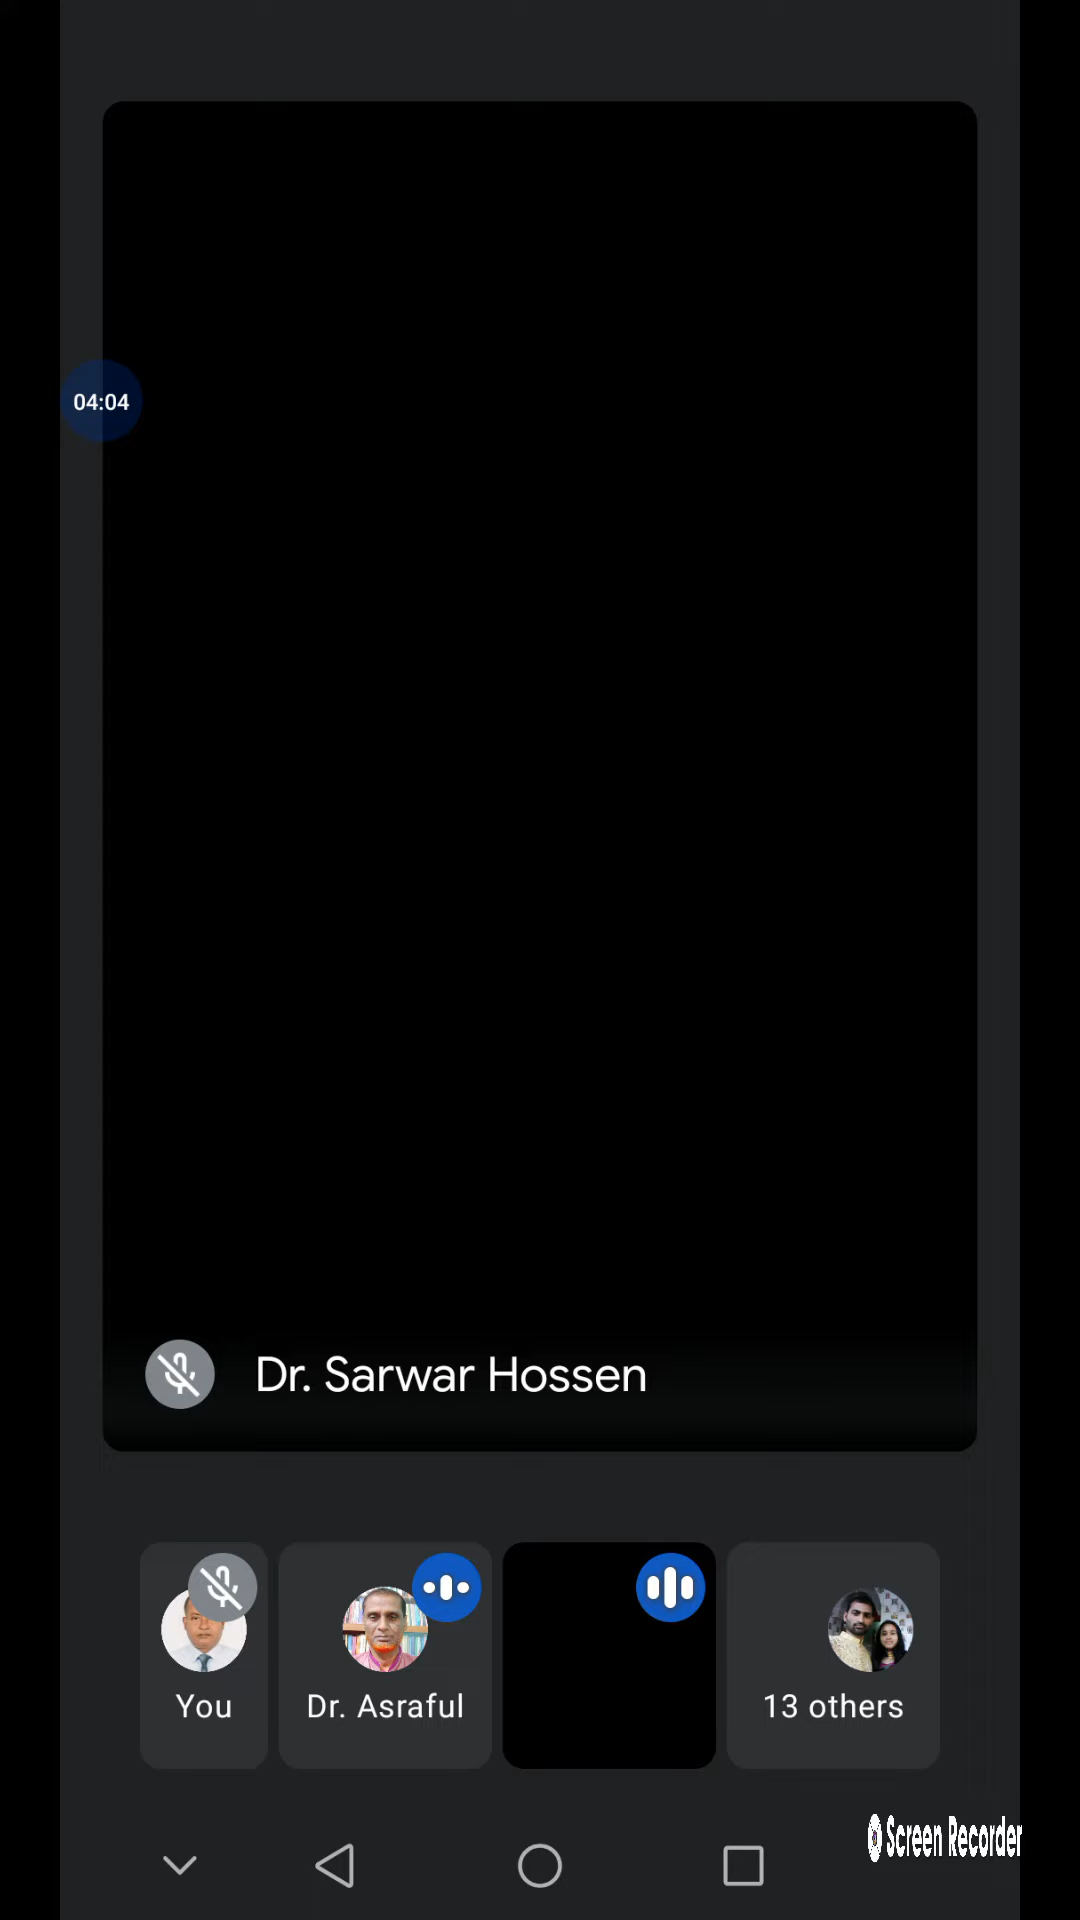 04:04
Dr. Sarwar Hossen
You
Dr. Asraful
13 others
Screen Recorder